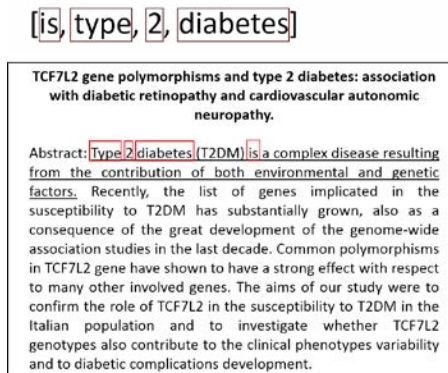 [is, type, 2, diabetes]
TCF7L2 gene polymorphisms and type 2 diabetes: association
with diabetic retinopathy and cardiovascular autonomic
neuropathy.
Abstract: Type 2 diabetes (T2DM) is a complex disease resulting
from the contribution of both environmental and genetic
factors. Recently, the list of genes implicated in the
susceptibility to T2DM has substantially grown, also as a
consequence of the great development of the genome-wide
association studies in the last decade. Common polymorphisms
in TCF7L2 gene have shown to have a strong effect with respect
to many other involved genes. The aims of our study were to
confirm the role of TCF7L2 in the susceptibility to T2DM in the
Italian population and to investigate whether TCF7L2
genotypes also contribute to the clinical phenotypes variability
and to diabetic complications development.